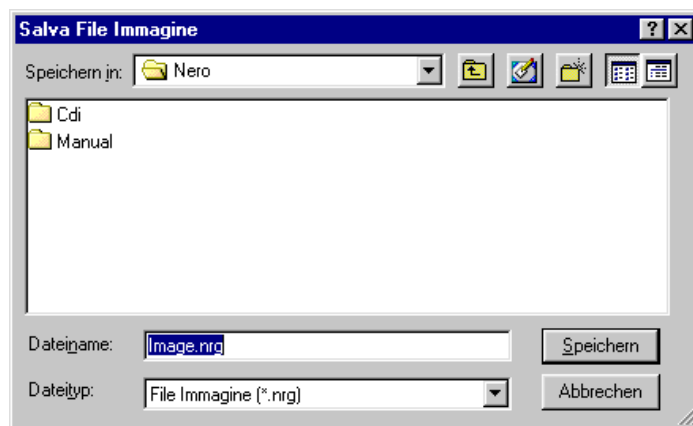 Salva File Immagine
Speichern in: Nero
Cdi
Manual
Dateiname: Image.nrg Speichern
Dateityp: File Immagine (*.nrg) Abbrechen